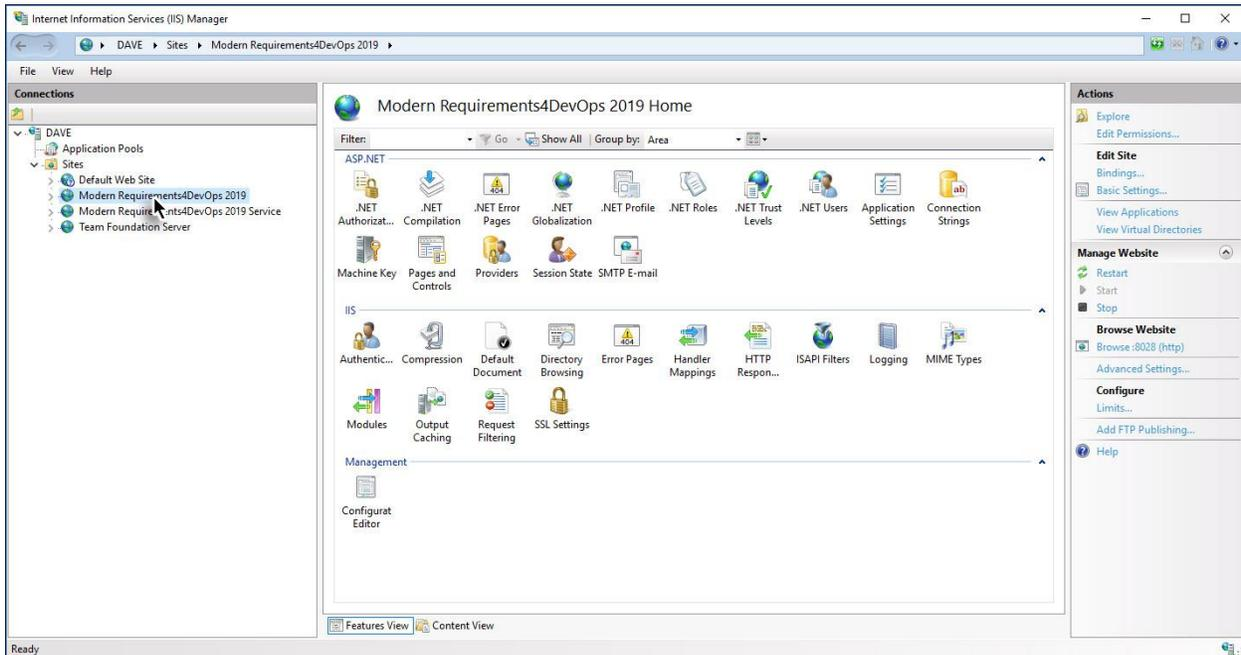 Internet Information Services (IIS) Manager
DAVE Sites Modern Requirements4DevOps 2019
File View Help
Connections
DAVE
Application Pools
Sites
Default Web Site
Modern Requirements4DevOps 2019
Modern Requirements4DevOps 2019 Service
Team Foundation Server
Modern Requirements4DevOps 2019 Home
Filter: Go Show All Group by: Area
ASP.NET
.NET Authorizat...
.NET Compilation
.NET Error Pages
.NET Globalization
.NET Profile
.NET Roles
.NET Trust Levels
.NET Users
Application Settings
Connection Strings
Machine Key
Pages and Controls
Providers
Session State
SMTP E-mail
IIS
Authentic...
Compression
Default Document
Directory Browsing
Error Pages
Handler Mappings
HTTP Respon...
ISAPI Filters
Logging
MIME Types
Modules
Output Caching
Request Filtering
SSL Settings
Management
Configurat Editor
Features View Content View
Actions
Explore
Edit Permissions...
Edit Site
Bindings...
Basic Settings...
View Applications
View Virtual Directories
Manage Website
Restart
Start
Stop
Browse Website
Browse :8028 (http)
Advanced Settings...
Configure
Limits...
Add FTP Publishing...
Help
Ready